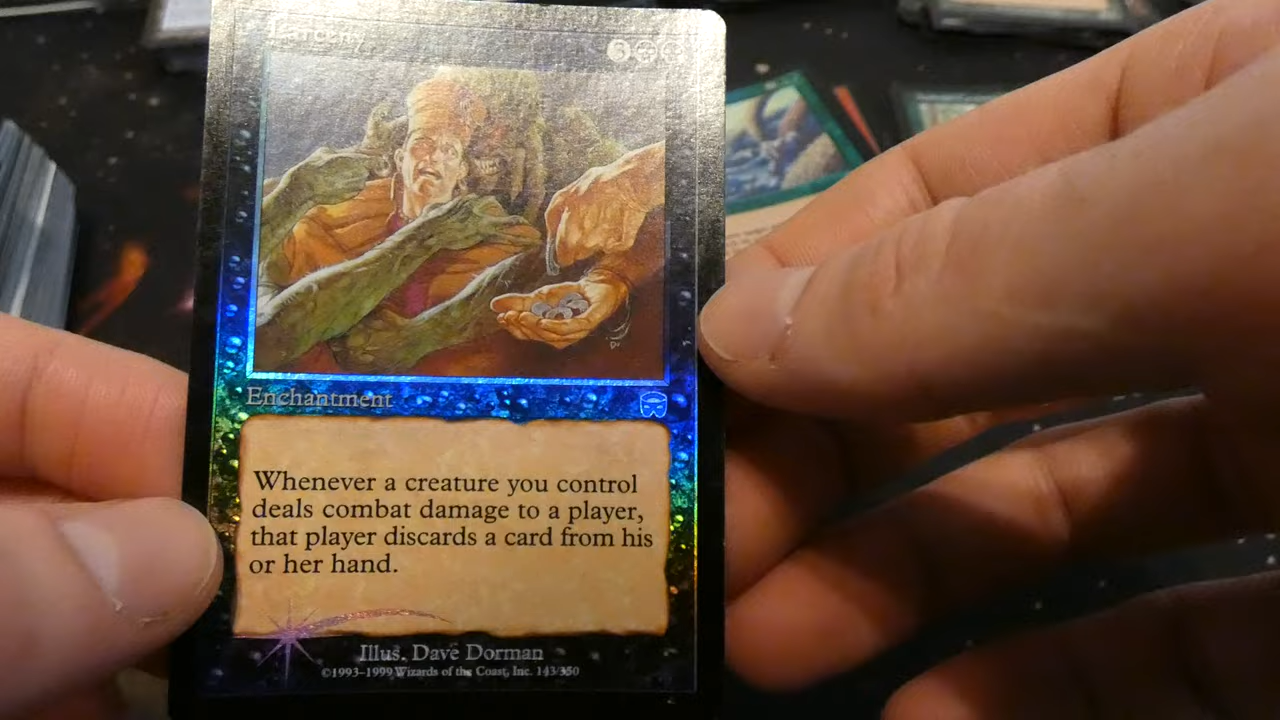 Larceny
Enchantment
Whenever a creature you control
deals combat damage to a player,
that player discards a card from his
or her hand.
Illus. Dave Dorman
©1993-1999 Wizards of the Coast, Inc. 143/350